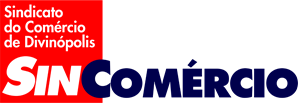 Sindicato
do Comércio
de Divinópolis
SINCOMÉRCIO